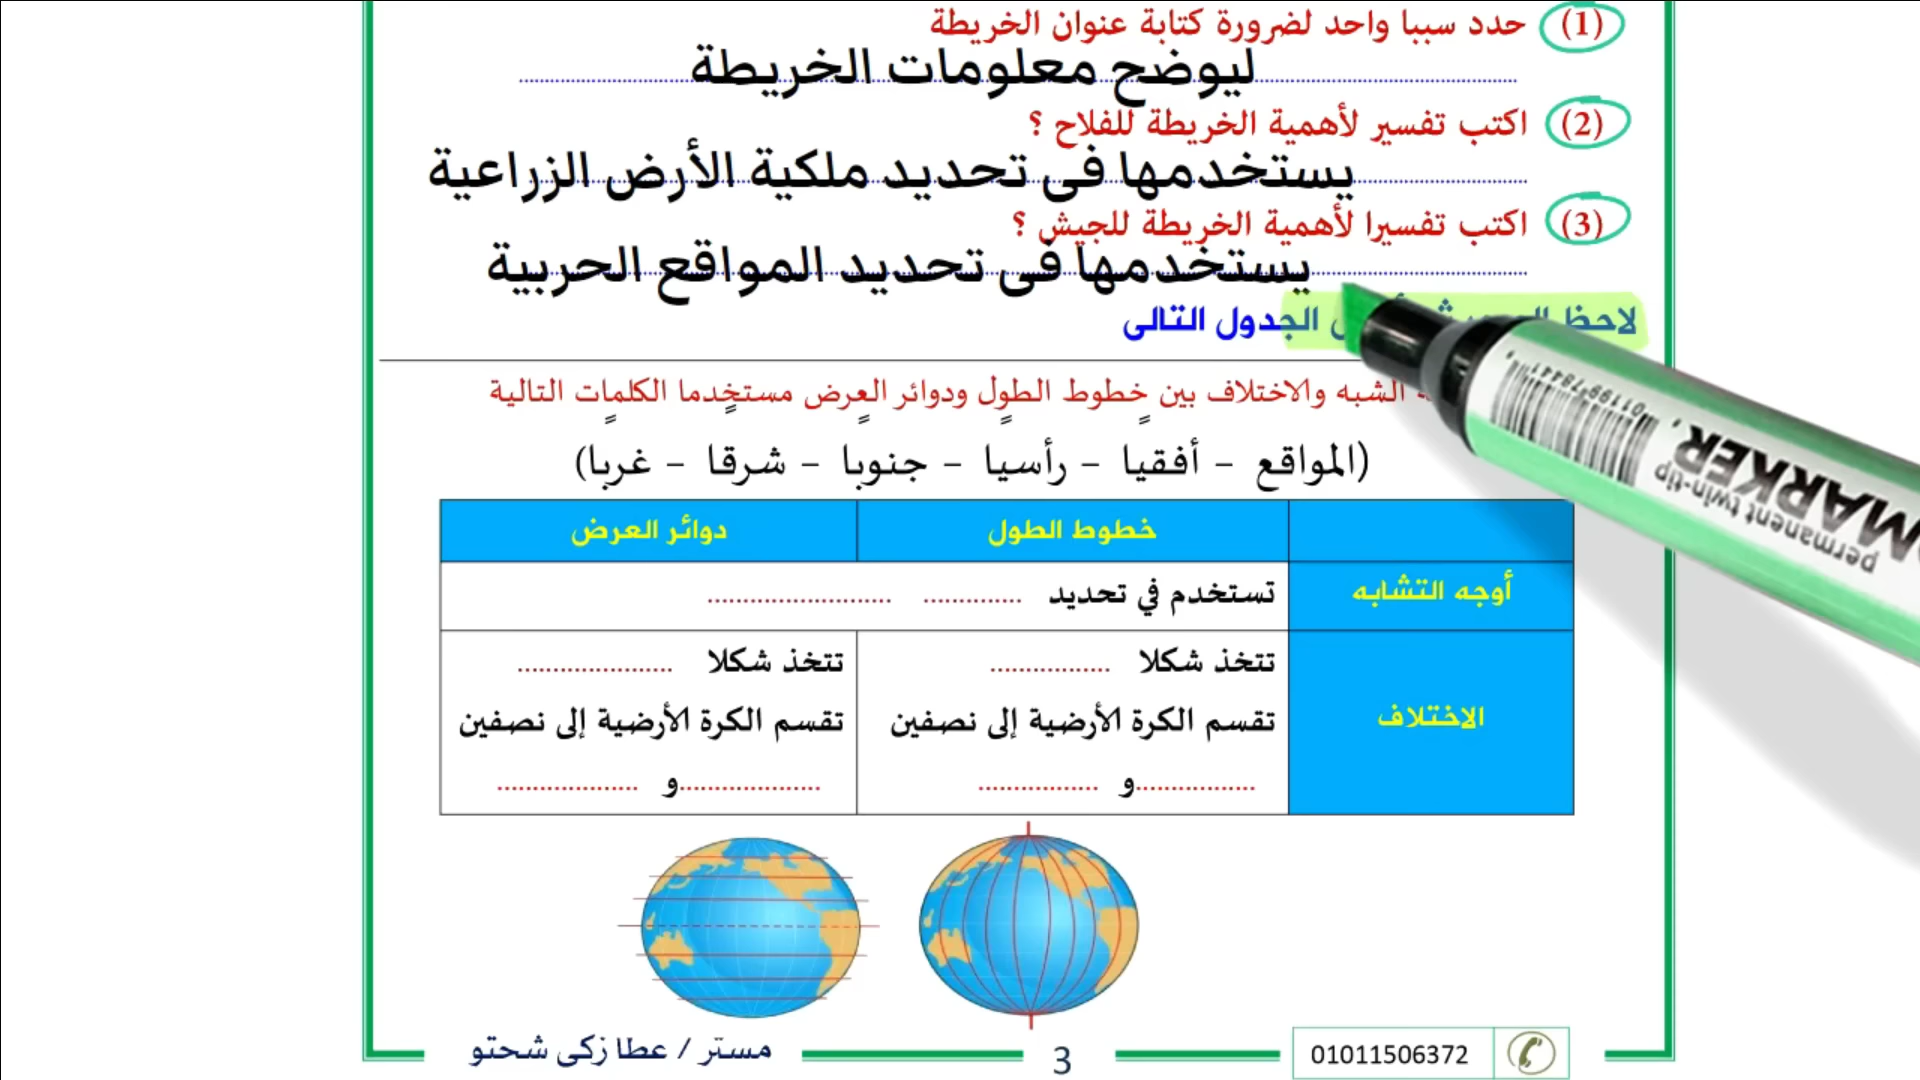 (1) حدد سببا واحد لضرورة كتابة عنوان الخريطة
ليوضح معلومات الخريطة
(2) اكتب تفسير لأهمية الخريطة للفلاح ؟
يستخدمها فى تحديد ملكية الأرض الزراعية
(3) اكتب تفسيرا لأهمية الخريطة للجيش ؟
يستخدمها فى تحديد المواقع الحربية
لاحظ الجدول التالى
الشبه والاختلاف بين خطوط الطول ودوائر العرض مستخدما الكلمات التالية
(المواقع - أفقيا - رأسيا - جنوبا - شرقا - غربا)
خطوط الطول دوائر العرض
أوجه التشابه تستخدم في تحديد ............. .........................
الاختلاف
تتخذ شكلا ................ تتخذ شكلا .....................
تقسم الكرة الأرضية إلى نصفين تقسم الكرة الأرضية إلى نصفين
................و ................ ...................و ...................
01011506372
3
مستر / عطا زكى شحتو
01199778441
MARKER.
permanent twin-tip